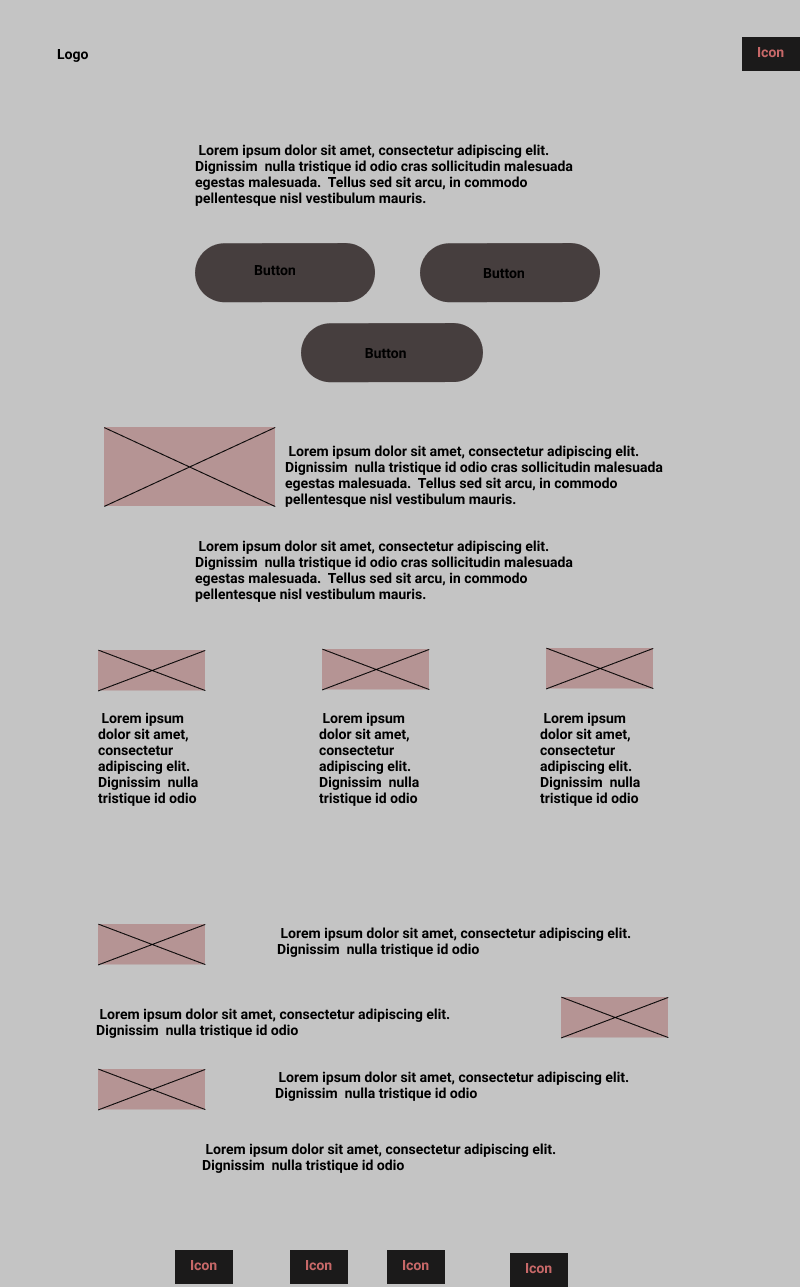 Logo
Icon
Lorem ipsum dolor sit amet, consectetur adipiscing elit.
Dignissim  nulla tristique id odio cras sollicitudin malesuada
egestas malesuada.  Tellus sed sit arcu, in commodo
pellentesque nisl vestibulum mauris.
Button
Button
Button
Lorem ipsum dolor sit amet, consectetur adipiscing elit.
Dignissim  nulla tristique id odio cras sollicitudin malesuada
egestas malesuada.  Tellus sed sit arcu, in commodo
pellentesque nisl vestibulum mauris.
Lorem ipsum dolor sit amet, consectetur adipiscing elit.
Dignissim  nulla tristique id odio cras sollicitudin malesuada
egestas malesuada.  Tellus sed sit arcu, in commodo
pellentesque nisl vestibulum mauris.
Lorem ipsum
dolor sit amet,
consectetur
adipiscing elit.
Dignissim  nulla
tristique id odio
Lorem ipsum
dolor sit amet,
consectetur
adipiscing elit.
Dignissim  nulla
tristique id odio
Lorem ipsum
dolor sit amet,
consectetur
adipiscing elit.
Dignissim  nulla
tristique id odio
Lorem ipsum dolor sit amet, consectetur adipiscing elit.
Dignissim  nulla tristique id odio
Lorem ipsum dolor sit amet, consectetur adipiscing elit.
Dignissim  nulla tristique id odio
Lorem ipsum dolor sit amet, consectetur adipiscing elit.
Dignissim  nulla tristique id odio
Lorem ipsum dolor sit amet, consectetur adipiscing elit.
Dignissim  nulla tristique id odio
Icon
Icon
Icon
Icon